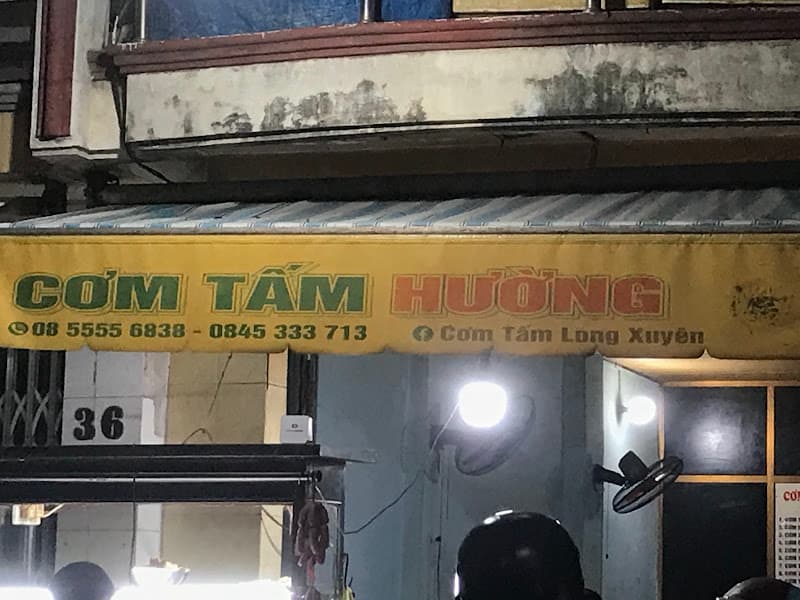 CƠM TẤM HƯỜNG
08 5555 6838 - 0845 333 713
Cơm Tấm Long Xuyên
36